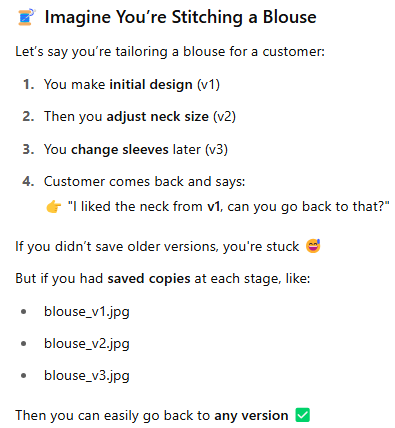 🧵 Imagine You're Stitching a Blouse
Let's say you're tailoring a blouse for a customer:
1. You make initial design (v1)
2. Then you adjust neck size (v2)
3. You change sleeves later (v3)
4. Customer comes back and says:
👉 "I liked the neck from v1, can you go back to that?"
If you didn't save older versions, you're stuck 😅
But if you had saved copies at each stage, like:
• blouse_v1.jpg
• blouse_v2.jpg
• blouse_v3.jpg
Then you can easily go back to any version ✅